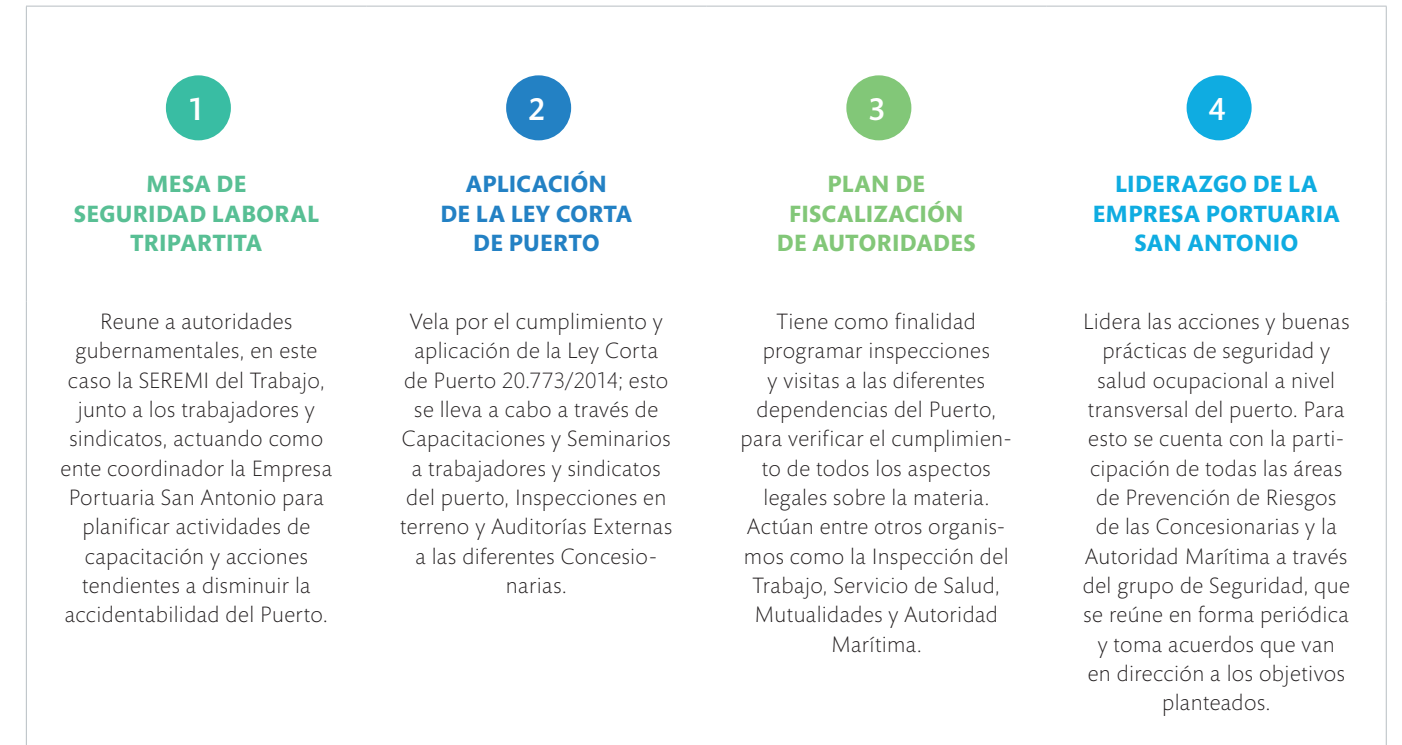 1
MESA DE
SEGURIDAD LABORAL
TRIPARTITA
Reune a autoridades
gubernamentales, en este
caso la SEREMI del Trabajo,
junto a los trabajadores y
sindicatos, actuando como
ente coordinador la Empresa
Portuaria San Antonio para
planificar actividades de
capacitación y acciones
tendientes a disminuir la
accidentabilidad del Puerto.
2
APLICACIÓN
DE LA LEY CORTA
DE PUERTO
Vela por el cumplimiento y
aplicación de la Ley Corta
de Puerto 20.773/2014; esto
se lleva a cabo a través de
Capacitaciones y Seminarios
a trabajadores y sindicatos
del puerto, Inspecciones en
terreno y Auditorías Externas
a las diferentes Concesio-
narias.
3
PLAN DE
FISCALIZACIÓN
DE AUTORIDADES
Tiene como finalidad
programar inspecciones
y visitas a las diferentes
dependencias del Puerto,
para verificar el cumplimien-
to de todos los aspectos
legales sobre la materia.
Actúan entre otros organis-
mos como la Inspección del
Trabajo, Servicio de Salud,
Mutualidades y Autoridad
Marítima.
4
LIDERAZGO DE LA
EMPRESA PORTUARIA
SAN ANTONIO
Lidera las acciones y buenas
prácticas de seguridad y
salud ocupacional a nivel
transversal del puerto. Para
esto se cuenta con la parti-
cipación de todas las áreas
de Prevención de Riesgos
de las Concesionarias y la
Autoridad Marítima a través
del grupo de Seguridad, que
se reúne en forma periódica
y toma acuerdos que van
en dirección a los objetivos
planteados.